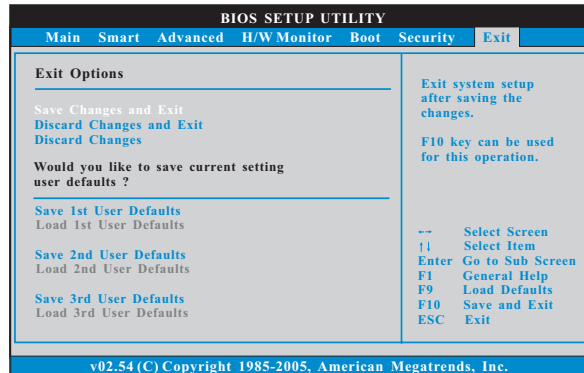 BIOS SETUP UTILITY
Main Smart Advanced H/W Monitor Boot Security Exit
Exit Options
Save Changes and Exit
Discard Changes and Exit
Discard Changes
Would you like to save current setting
user defaults ?
Save 1st User Defaults
Load 1st User Defaults
Save 2nd User Defaults
Load 2nd User Defaults
Save 3rd User Defaults
Load 3rd User Defaults
Exit system setup
after saving the
changes.
F10 key can be used
for this operation.
←→ Select Screen
↑↓ Select Item
Enter Go to Sub Screen
F1 General Help
F9 Load Defaults
F10 Save and Exit
ESC Exit
v02.54 (C) Copyright 1985-2005, American Megatrends, Inc.